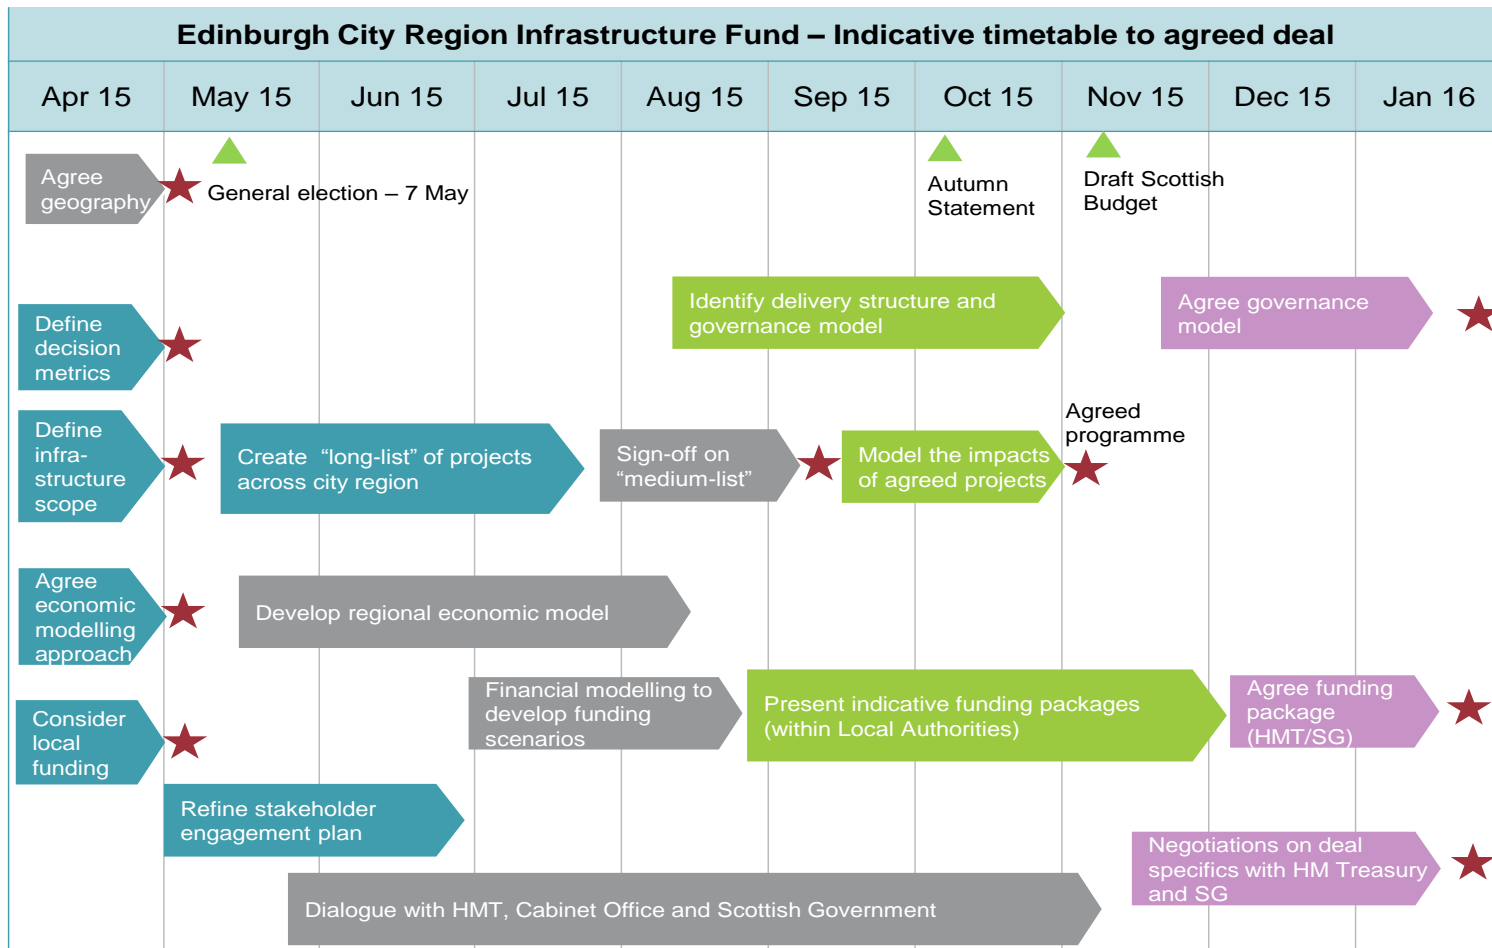 Edinburgh City Region Infrastructure Fund – Indicative timetable to agreed deal
Apr 15
May 15
Jun 15
Jul 15
Aug 15
Sep 15
Oct 15
Nov 15
Dec 15
Jan 16
Agree
geography
General election – 7 May
Autumn
Statement
Draft Scottish
Budget
Define
decision
metrics
Identify delivery structure and
governance model
Agree governance
model
Define
infra-
structure
scope
Create “long-list” of projects
across city region
Sign-off on
“medium-list”
Model the impacts
of agreed projects
Agreed
programme
Agree
economic
modelling
approach
Develop regional economic model
Consider
local
funding
Financial modelling to
develop funding
scenarios
Present indicative funding packages
(within Local Authorities)
Agree funding
package
(HMT/SG)
Refine stakeholder
engagement plan
Negotiations on deal
specifics with HM Treasury
and SG
Dialogue with HMT, Cabinet Office and Scottish Government